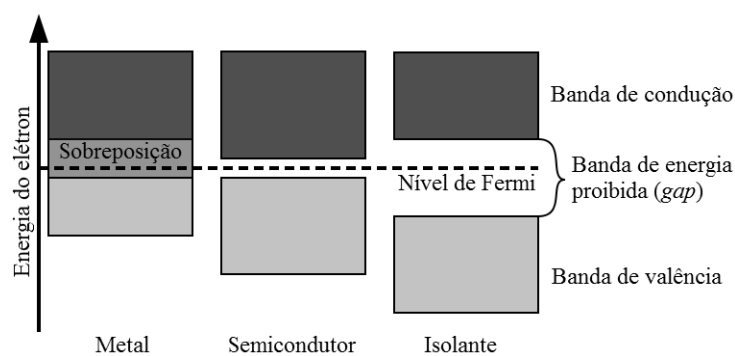 Energia do elétron
Sobreposição
Nível de Fermi
Banda de condução
Banda de energia
proibida (gap)
Banda de valência
Metal
Semicondutor
Isolante